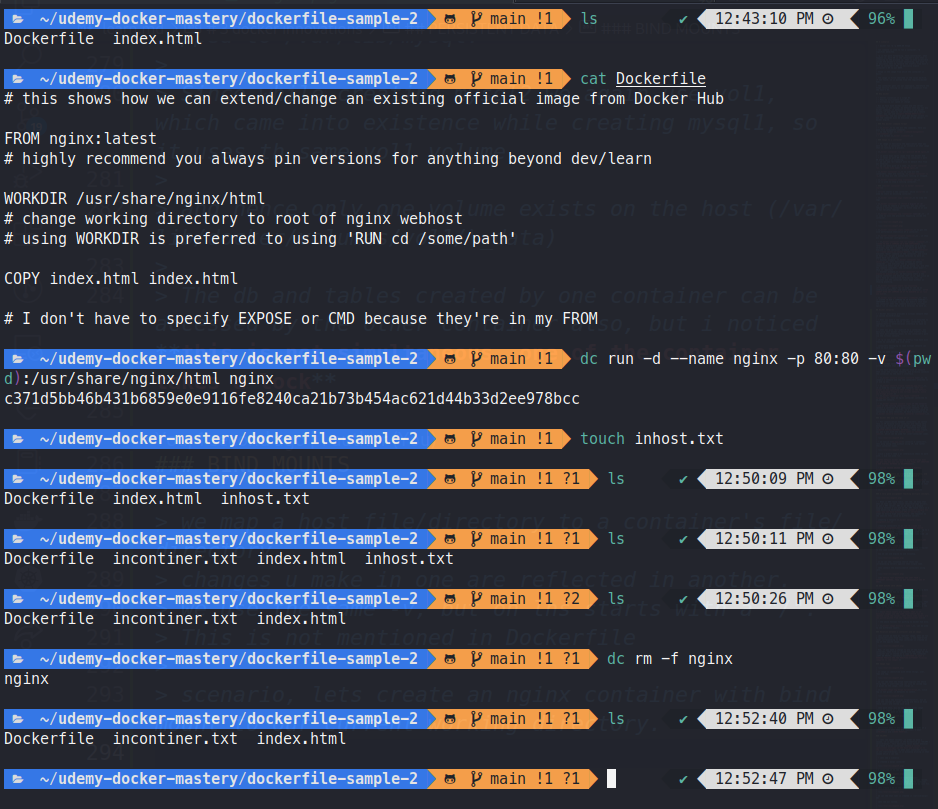 ~/udemy-docker-mastery/dockerfile-sample-2 main !1 ls ✔ 12:43:10 PM 96%
Dockerfile index.html
~/udemy-docker-mastery/dockerfile-sample-2 main !1 cat Dockerfile
# this shows how we can extend/change an existing official image from Docker Hub
FROM nginx:latest
# highly recommend you always pin versions for anything beyond dev/learn
WORKDIR /usr/share/nginx/html
# change working directory to root of nginx webhost
# using WORKDIR is preferred to using 'RUN cd /some/path'
COPY index.html index.html
# I don't have to specify EXPOSE or CMD because they're in my FROM
~/udemy-docker-mastery/dockerfile-sample-2 main !1 dc run -d --name nginx -p 80:80 -v $(pw
d):/usr/share/nginx/html nginx
c371d5bb46b431b6859e0e9116fe8240ca21b73b454ac621d44b33d2ee978bcc
~/udemy-docker-mastery/dockerfile-sample-2 main !1 touch inhost.txt
~/udemy-docker-mastery/dockerfile-sample-2 main !1 ?1 ls ✔ 12:50:09 PM 98%
Dockerfile index.html inhost.txt
~/udemy-docker-mastery/dockerfile-sample-2 main !1 ?1 ls ✔ 12:50:11 PM 98%
Dockerfile incontiner.txt index.html inhost.txt
~/udemy-docker-mastery/dockerfile-sample-2 main !1 ?2 ls ✔ 12:50:26 PM 98%
Dockerfile incontiner.txt index.html
~/udemy-docker-mastery/dockerfile-sample-2 main !1 ?1 dc rm -f nginx
nginx
~/udemy-docker-mastery/dockerfile-sample-2 main !1 ?1 ls ✔ 12:52:40 PM 98%
Dockerfile incontiner.txt index.html
~/udemy-docker-mastery/dockerfile-sample-2 main !1 ?1 ✔ 12:52:47 PM 98%